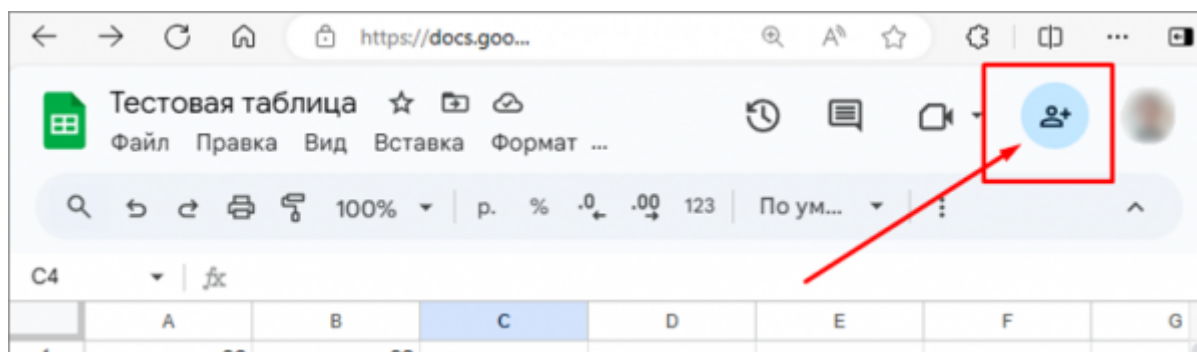 https://docs.goo...
Тестовая таблица
Файл Правка Вид Вставка Формат ...
100% р. % .0 .00 123 По ум...
C4 fx
A B C D E F G